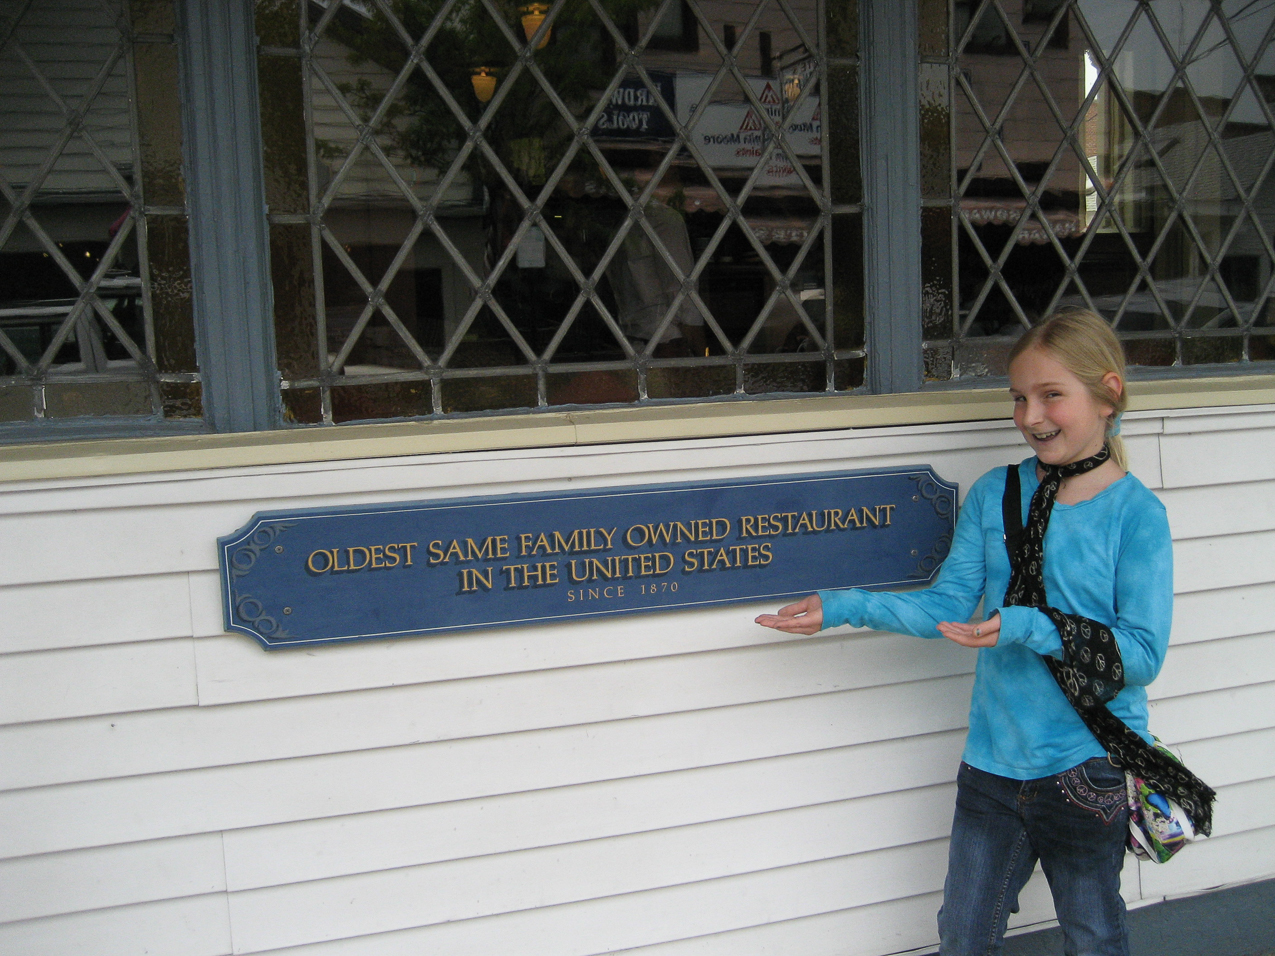 OLDEST SAME FAMILY OWNED RESTAURANT
IN THE UNITED STATES
SINCE 1870